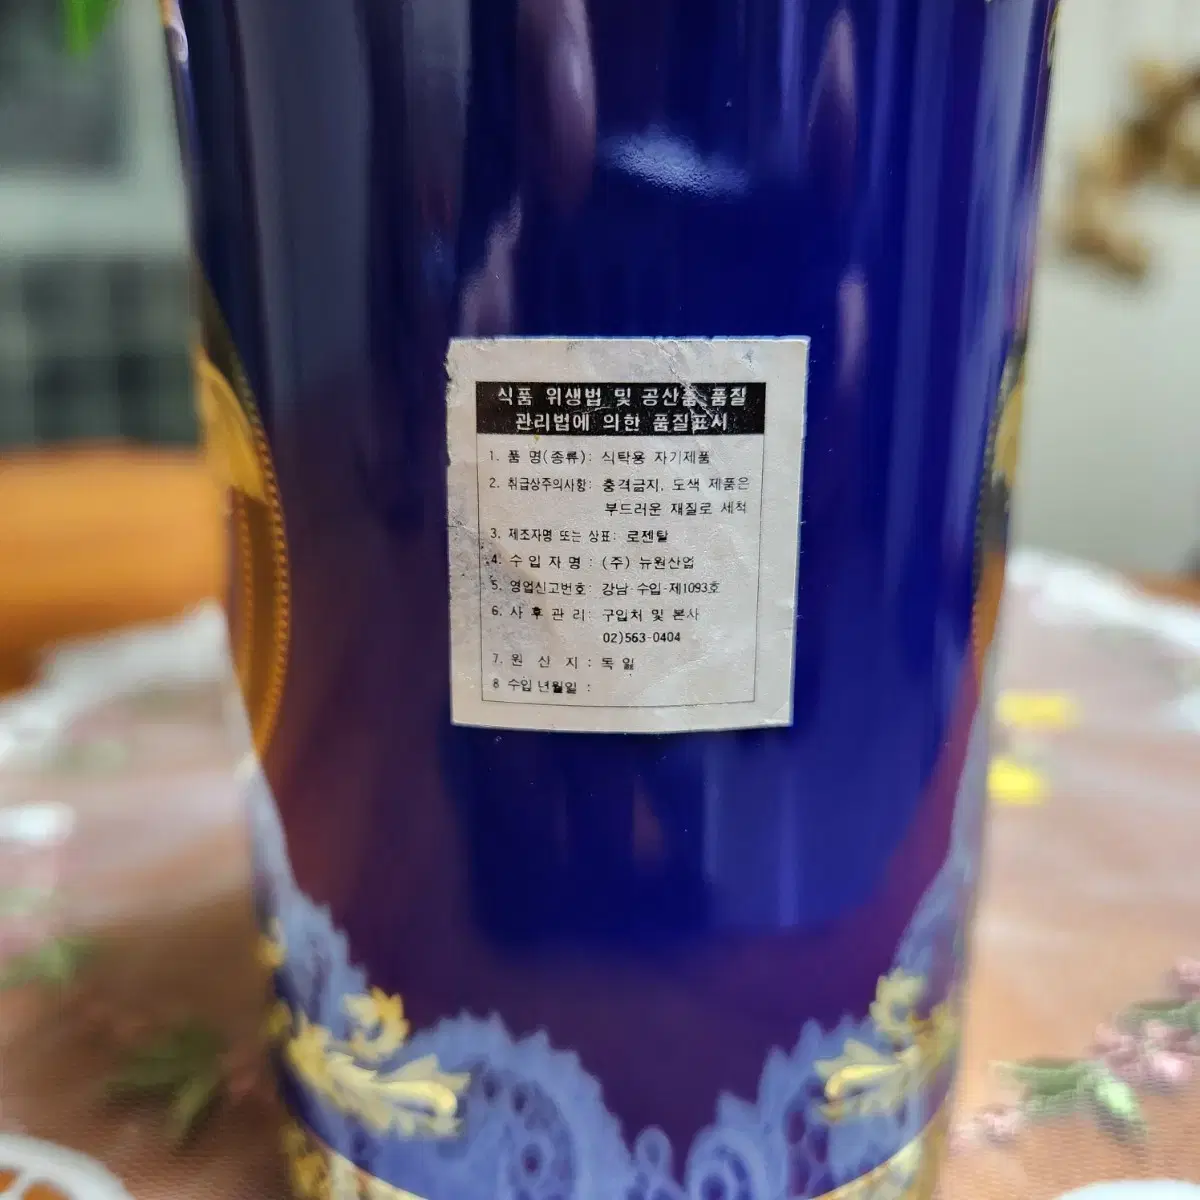 식품 위생법 및 공산품 품질
관리법에 의한 품질표시
1. 품 명(종류): 식탁용 자기제품
2. 취급상주의사항: 충격금지, 도색 제품은
부드러운 재질로 세척
3. 제조자명 또는 상표: 로젠탈
4. 수 입 자 명 : (주) 뉴원산업
5. 영업신고번호: 강남-수입-제1093호
6. 사 후 관 리: 구입처 및 본사
02)563-0404
7. 원 산 지 : 독일
8 수입 년월일 :